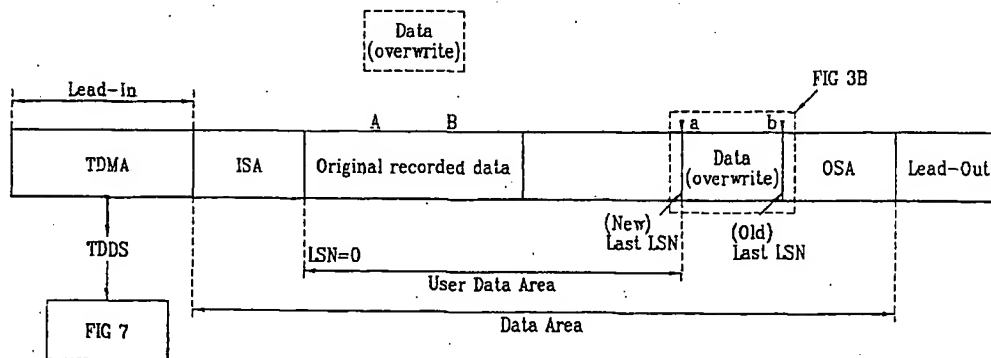 Data
(overwrite)
FIG 3B
Lead-In
A B
a b
TDMA
ISA
Original recorded data
Data
(overwrite)
OSA
Lead-Out
(New)
Last LSN
(Old)
Last LSN
TDDS
LSN=0
User Data Area
Data Area
FIG 7